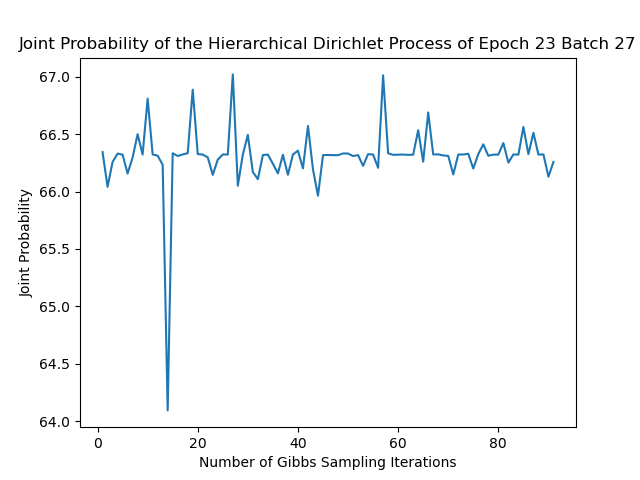 Joint Probability of the Hierarchical Dirichlet Process of Epoch 23 Batch 27
67.0
66.5
66.0
65.5
65.0
64.5
64.0
Joint Probability
0 20 40 60 80
Number of Gibbs Sampling Iterations